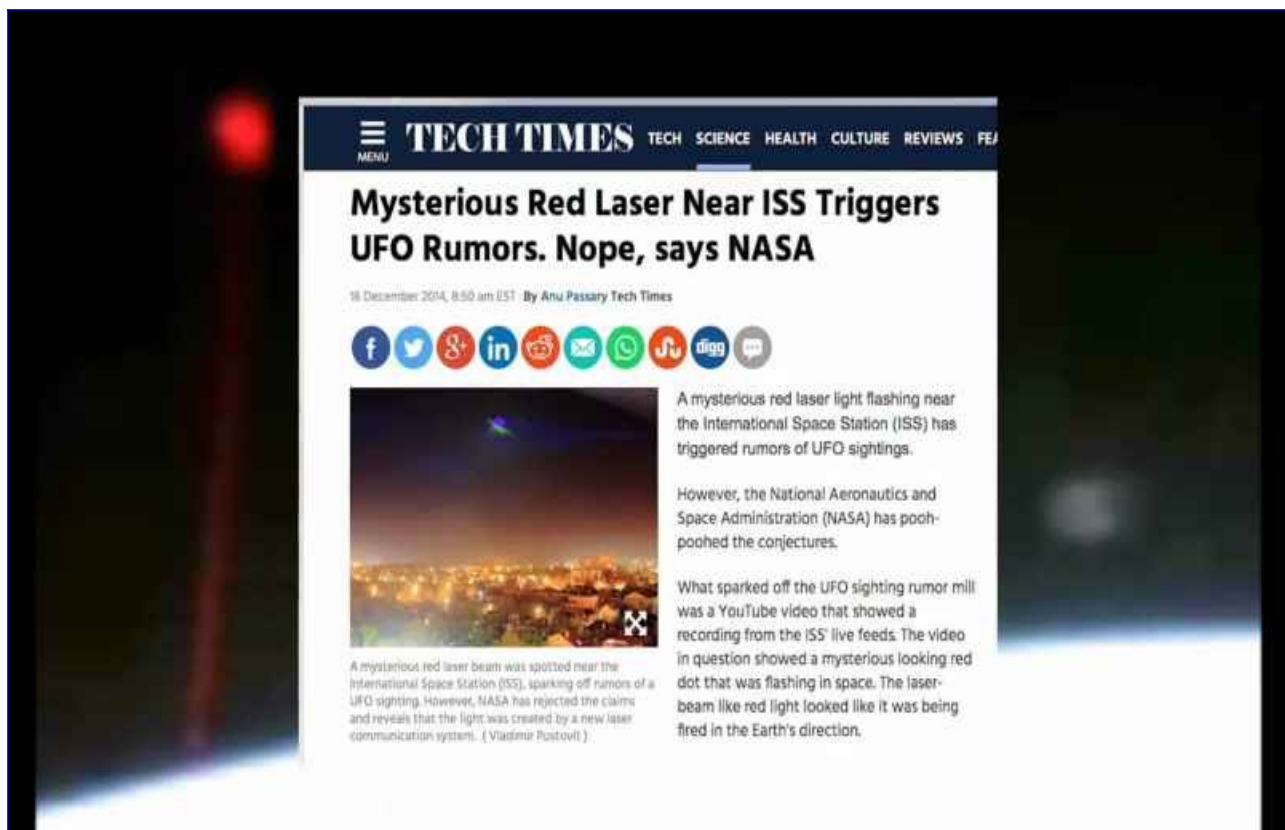 MENU
TECH TIMES TECH SCIENCE HEALTH CULTURE REVIEWS FEA
Mysterious Red Laser Near ISS Triggers
UFO Rumors. Nope, says NASA
16 December 2014, 8:50 am EST By Anu Passary Tech Times
f 8+ in digg
A mysterious red laser light flashing near
the International Space Station (ISS) has
triggered rumors of UFO sightings.
However, the National Aeronautics and
Space Administration (NASA) has pooh-
poohed the conjectures.
What sparked off the UFO sighting rumor mill
was a YouTube video that showed a
recording from the ISS' live feeds. The video
in question showed a mysterious looking red
dot that was flashing in space. The laser-
beam like red light looked like it was being
fired in the Earth's direction.
A mysterious red laser beam was spotted near the
International Space Station (ISS), sparking off rumors of a
UFO sighting. However, NASA has rejected the claims
and reveals that the light was created by a new laser
communication system. ( Vladimir Pustovit )